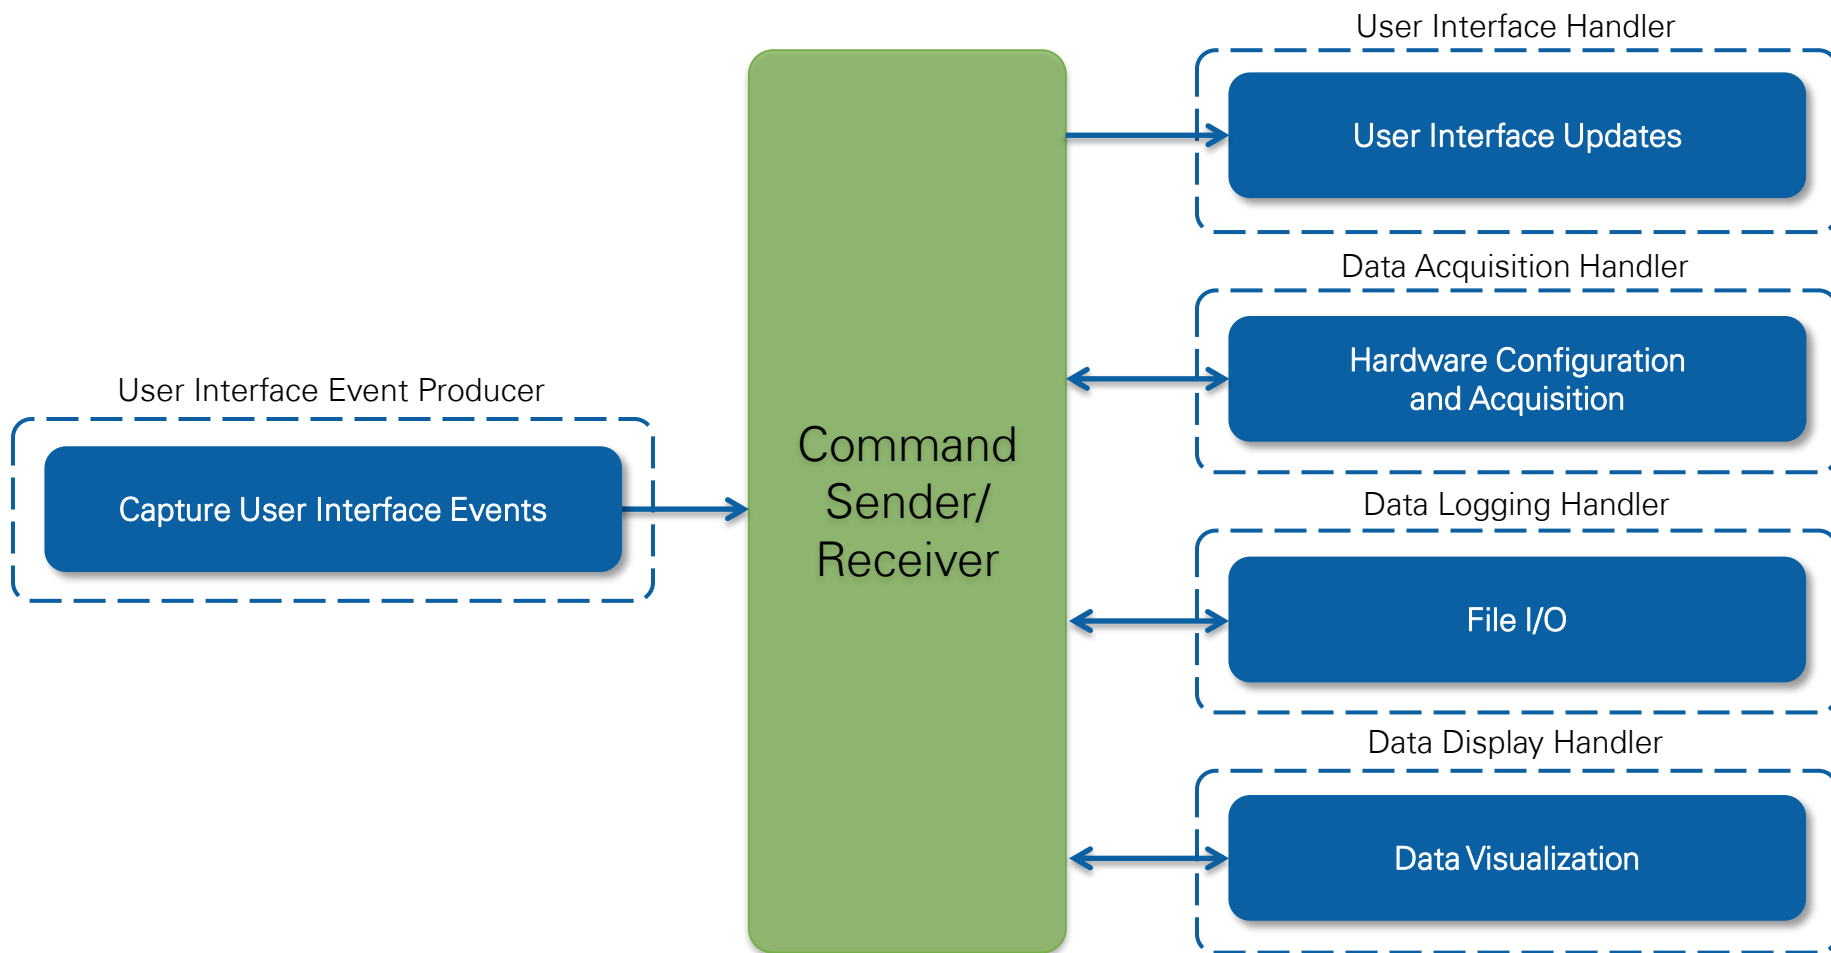 User Interface Event Producer
Capture User Interface Events
Command
Sender/
Receiver
User Interface Handler
User Interface Updates
Data Acquisition Handler
Hardware Configuration
and Acquisition
Data Logging Handler
File I/O
Data Display Handler
Data Visualization